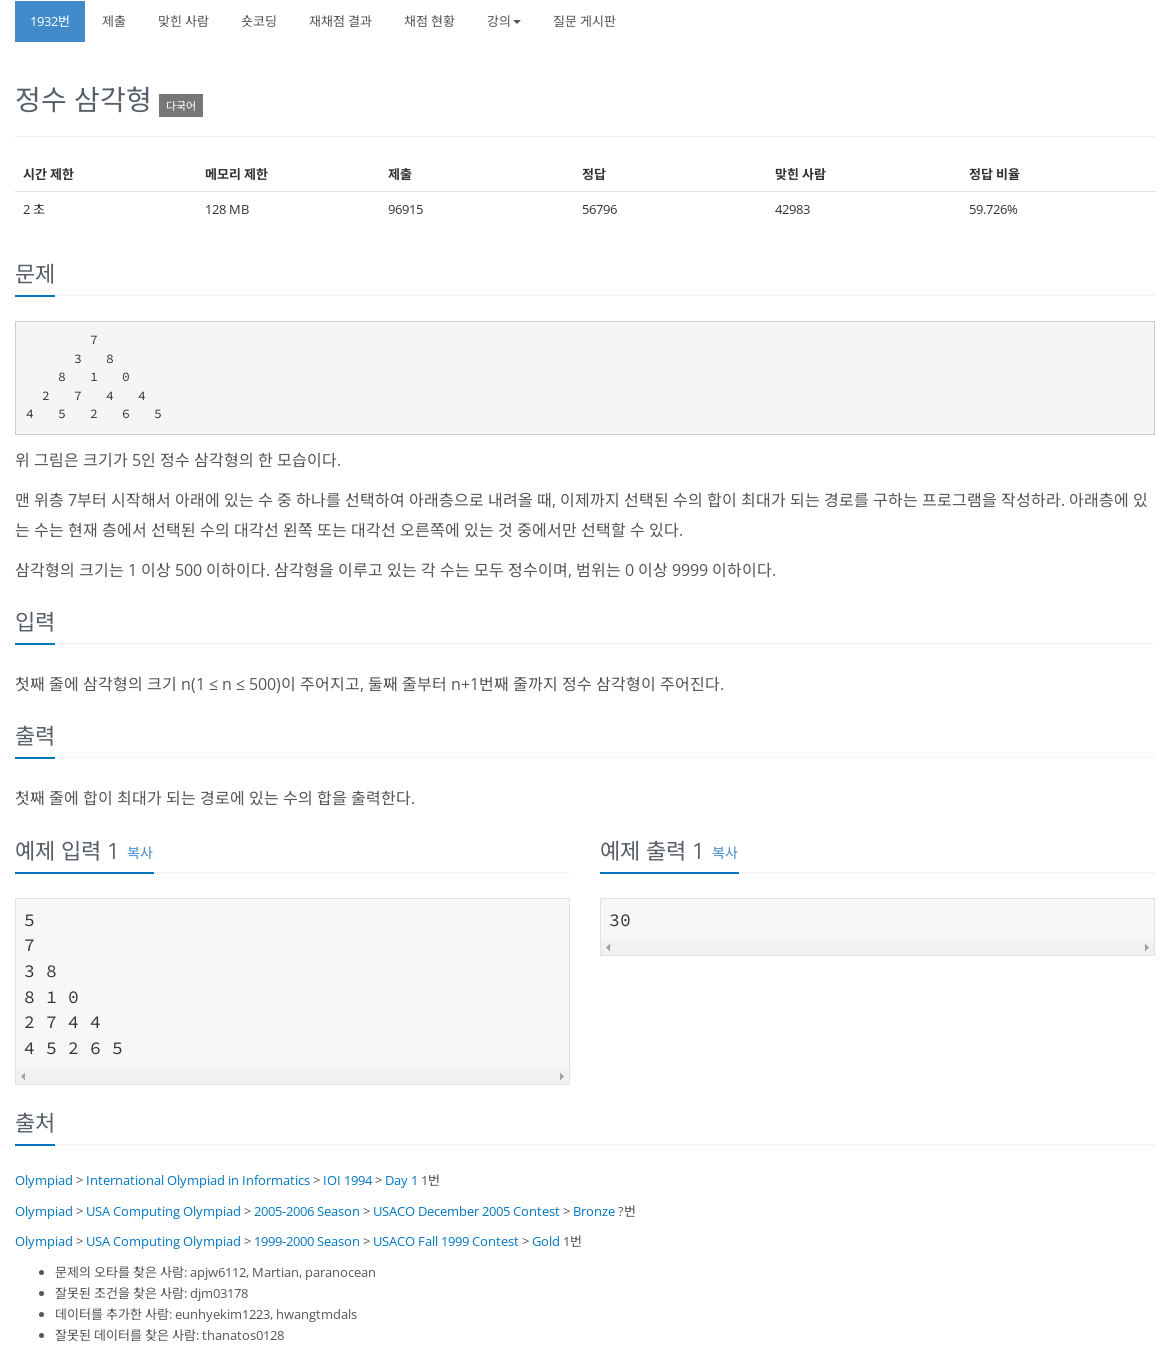 1932번 제출 맞힌 사람 숏코딩 재채점 결과 채점 현황 강의 질문 게시판
정수 삼각형 다국어
시간 제한 메모리 제한 제출 정답 맞힌 사람 정답 비율
2 초 128 MB 96915 56796 42983 59.726%
문제
7
3 8
8 1 0
2 7 4 4
4 5 2 6 5
위 그림은 크기가 5인 정수 삼각형의 한 모습이다.
맨 위층 7부터 시작해서 아래에 있는 수 중 하나를 선택하여 아래층으로 내려올 때, 이제까지 선택된 수의 합이 최대가 되는 경로를 구하는 프로그램을 작성하라. 아래층에 있
는 수는 현재 층에서 선택된 수의 대각선 왼쪽 또는 대각선 오른쪽에 있는 것 중에서만 선택할 수 있다.
삼각형의 크기는 1 이상 500 이하이다. 삼각형을 이루고 있는 각 수는 모두 정수이며, 범위는 0 이상 9999 이하이다.
입력
첫째 줄에 삼각형의 크기 n(1 ≤ n ≤ 500)이 주어지고, 둘째 줄부터 n+1번째 줄까지 정수 삼각형이 주어진다.
출력
첫째 줄에 합이 최대가 되는 경로에 있는 수의 합을 출력한다.
예제 입력 1 복사
5
7
3 8
8 1 0
2 7 4 4
4 5 2 6 5
예제 출력 1 복사
30
출처
Olympiad > International Olympiad in Informatics > IOI 1994 > Day 1 1번
Olympiad > USA Computing Olympiad > 2005-2006 Season > USACO December 2005 Contest > Bronze ?번
Olympiad > USA Computing Olympiad > 1999-2000 Season > USACO Fall 1999 Contest > Gold 1번
문제의 오타를 찾은 사람: apjw6112, Martian, paranocean
잘못된 조건을 찾은 사람: djm03178
데이터를 추가한 사람: eunhyekim1223, hwangtmdals
잘못된 데이터를 찾은 사람: thanatos0128